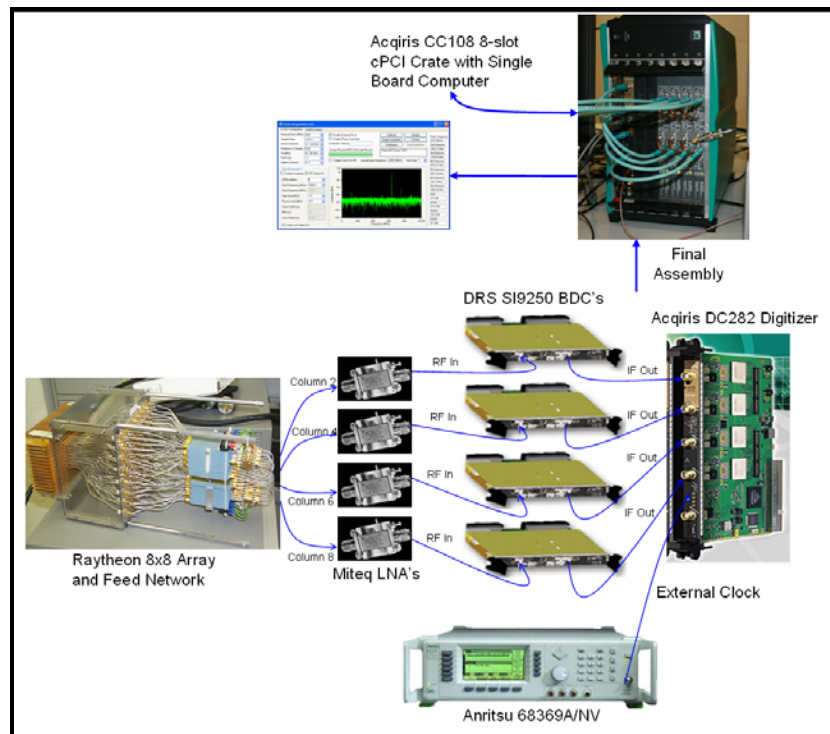 Acqiris CC108 8-slot
cPCI Crate with Single
Board Computer
Final
Assembly
DRS SI9250 BDC's
Acqiris DC282 Digitizer
Column 2
RF In
IF Out
Column 4
RF In
IF Out
Column 6
RF In
IF Out
Column 8
RF In
IF Out
Raytheon 8x8 Array
and Feed Network
Miteq LNA's
External Clock
Anritsu 68369A/NV